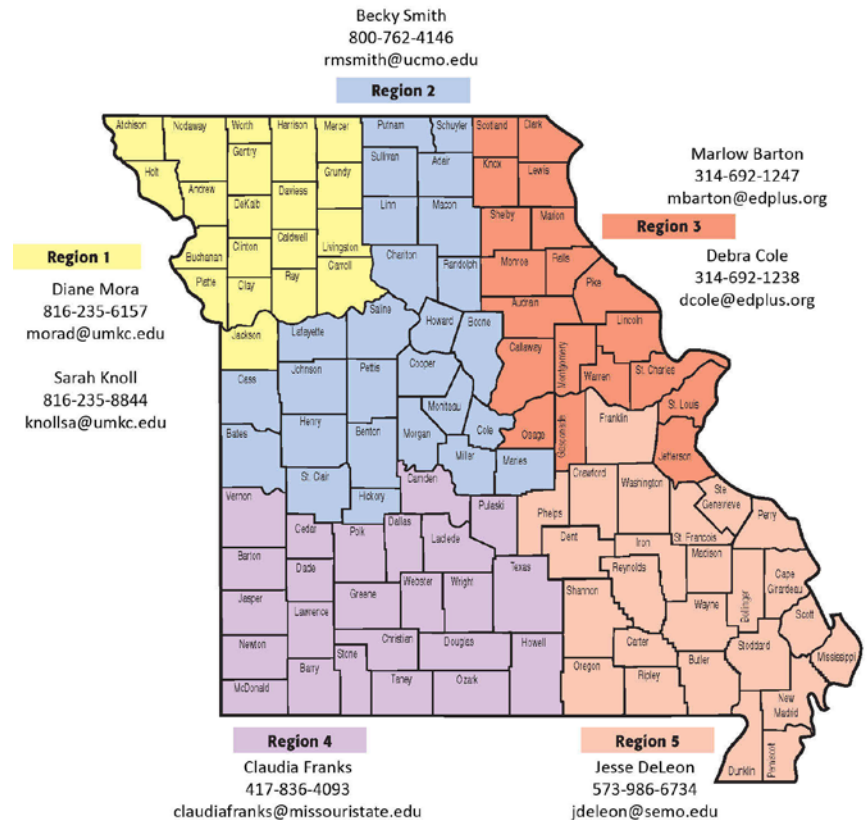 Becky Smith
800-762-4146
rmsmith@ucmo.edu
Region 2
Atchison
Nodaway
Worth
Harrison
Mercer
Putnam
Schuyler
Scotland
Clark
Holt
Gentry
Sullivan
Adair
Knox
Lewis
Andrew
DeKalb
Daviess
Grundy
Linn
Macon
Shelby
Marion
Buchanan
Clinton
Caldwell
Livingston
Chariton
Randolph
Monroe
Ralls
Pike
Platte
Clay
Ray
Carroll
Audrain
Marlow Barton
314-692-1247
mbarton@edplus.org
Region 3
Debra Cole
314-692-1238
dcole@edplus.org
Region 1
Diane Mora
816-235-6157
morad@umkc.edu
Sarah Knoll
816-235-8844
knollsa@umkc.edu
Jackson
Lafayette
Saline
Howard
Boone
Callaway
Montgomery
Lincoln
Warren
St. Charles
St. Louis
Cass
Johnson
Pettis
Cooper
Moniteau
Cole
Osage
Gasconade
Franklin
Jefferson
Bates
Henry
Benton
Morgan
Miller
Maries
St. Clair
Hickory
Camden
Pulaski
Phelps
Crawford
Washington
Ste
Genevieve
Perry
St. Francois
Vernon
Cedar
Polk
Dallas
Laclede
Dent
Iron
Madison
Barton
Dade
Greene
Webster
Wright
Texas
Shannon
Reynolds
Wayne
Bollinger
Cape
Girardeau
Scott
Jasper
Lawrence
Christian
Douglas
Howell
Carter
Stoddard
Mississippi
Newton
Stone
Barry
McDonald
Taney
Ozark
Oregon
Ripley
Butler
New
Madrid
Dunklin
Pemiscot
Region 4
Claudia Franks
417-836-4093
claudiafranks@missouristate.edu
Region 5
Jesse DeLeon
573-986-6734
jdeleon@semo.edu